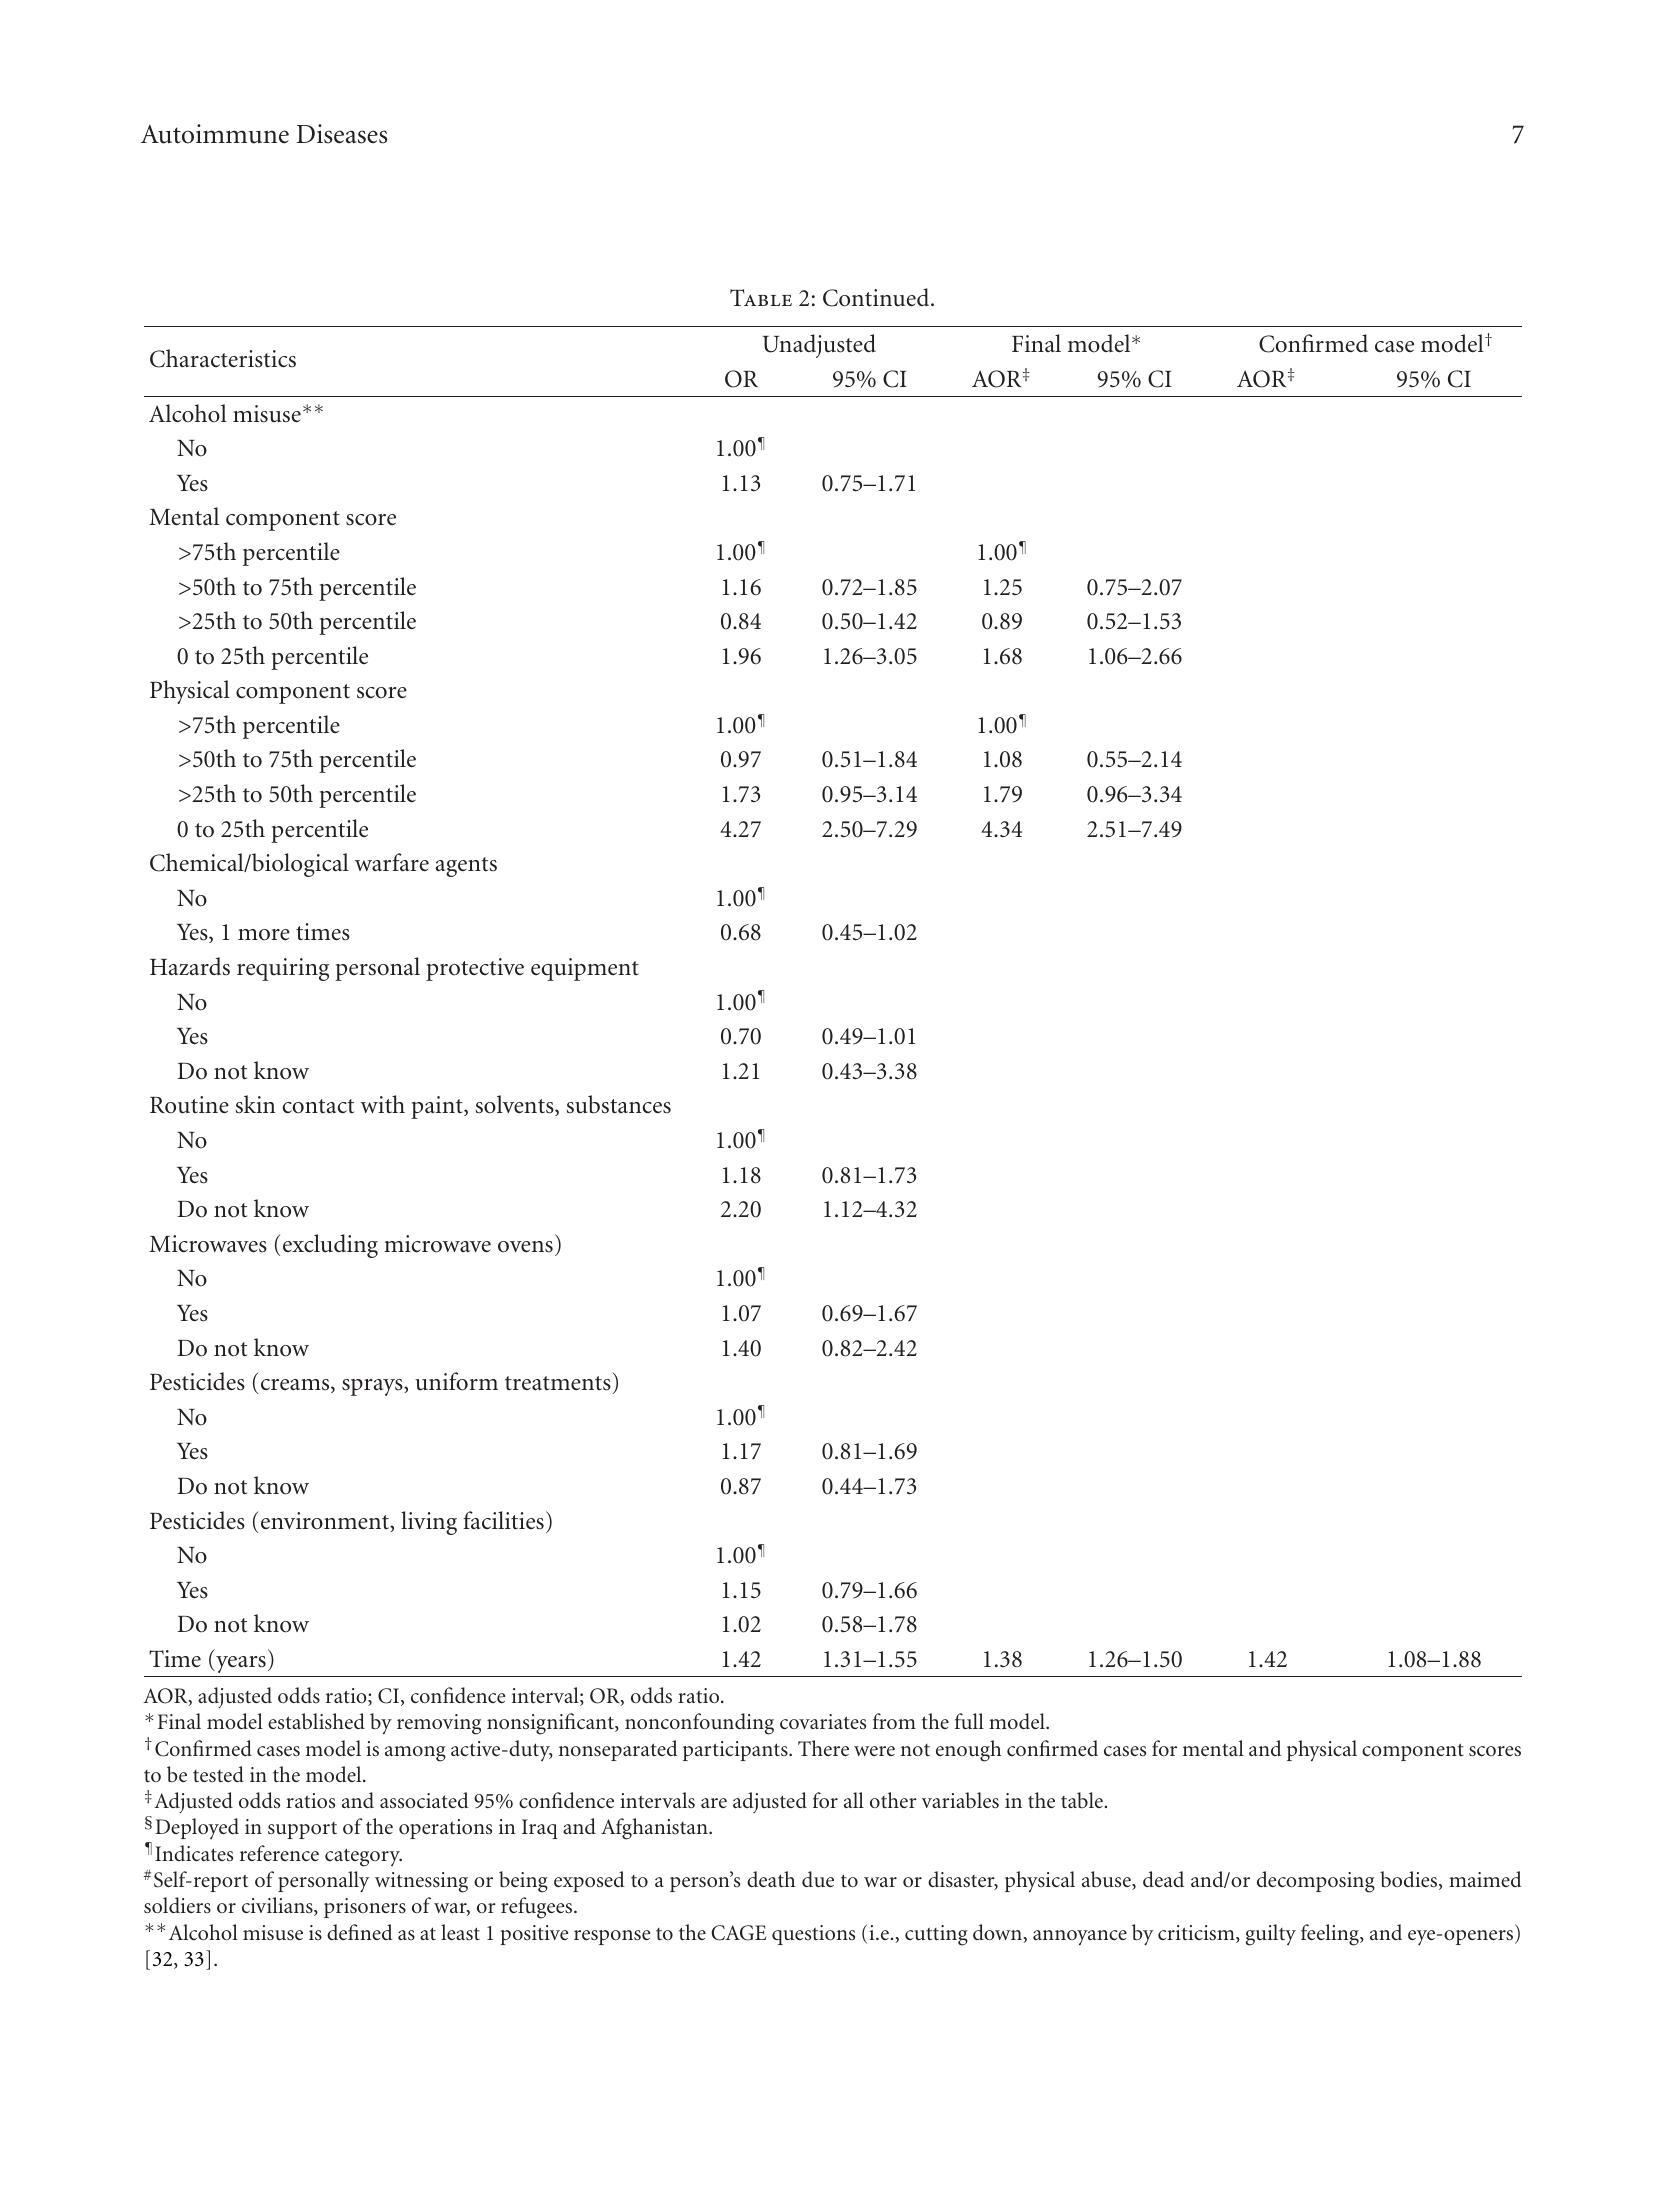 Autoimmune Diseases 7
TABLE 2: Continued.
Characteristics Unadjusted Final model* Confirmed case model†
OR 95% CI AOR‡ 95% CI AOR‡ 95% CI
Alcohol misuse**
No 1.00¶
Yes 1.13 0.75–1.71
Mental component score
>75th percentile 1.00¶ 1.00¶
>50th to 75th percentile 1.16 0.72–1.85 1.25 0.75–2.07
>25th to 50th percentile 0.84 0.50–1.42 0.89 0.52–1.53
0 to 25th percentile 1.96 1.26–3.05 1.68 1.06–2.66
Physical component score
>75th percentile 1.00¶ 1.00¶
>50th to 75th percentile 0.97 0.51–1.84 1.08 0.55–2.14
>25th to 50th percentile 1.73 0.95–3.14 1.79 0.96–3.34
0 to 25th percentile 4.27 2.50–7.29 4.34 2.51–7.49
Chemical/biological warfare agents
No 1.00¶
Yes, 1 more times 0.68 0.45–1.02
Hazards requiring personal protective equipment
No 1.00¶
Yes 0.70 0.49–1.01
Do not know 1.21 0.43–3.38
Routine skin contact with paint, solvents, substances
No 1.00¶
Yes 1.18 0.81–1.73
Do not know 2.20 1.12–4.32
Microwaves (excluding microwave ovens)
No 1.00¶
Yes 1.07 0.69–1.67
Do not know 1.40 0.82–2.42
Pesticides (creams, sprays, uniform treatments)
No 1.00¶
Yes 1.17 0.81–1.69
Do not know 0.87 0.44–1.73
Pesticides (environment, living facilities)
No 1.00¶
Yes 1.15 0.79–1.66
Do not know 1.02 0.58–1.78
Time (years) 1.42 1.31–1.55 1.38 1.26–1.50 1.42 1.08–1.88
AOR, adjusted odds ratio; CI, confidence interval; OR, odds ratio.
*Final model established by removing nonsignificant, nonconfounding covariates from the full model.
†Confirmed cases model is among active-duty, nonseparated participants. There were not enough confirmed cases for mental and physical component scores
to be tested in the model.
‡Adjusted odds ratios and associated 95% confidence intervals are adjusted for all other variables in the table.
§Deployed in support of the operations in Iraq and Afghanistan.
¶Indicates reference category.
#Self-report of personally witnessing or being exposed to a person's death due to war or disaster, physical abuse, dead and/or decomposing bodies, maimed
soldiers or civilians, prisoners of war, or refugees.
**Alcohol misuse is defined as at least 1 positive response to the CAGE questions (i.e., cutting down, annoyance by criticism, guilty feeling, and eye-openers)
[32, 33].